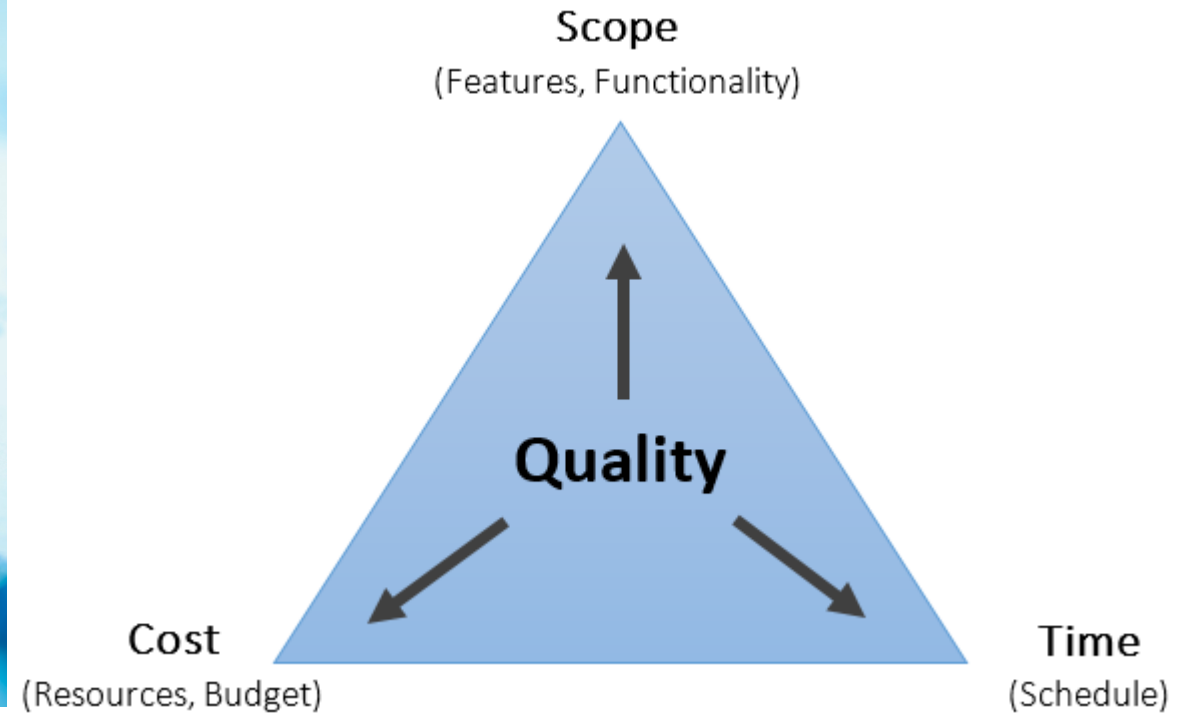 Scope
(Features, Functionality)
Quality
Cost
(Resources, Budget)
Time
(Schedule)